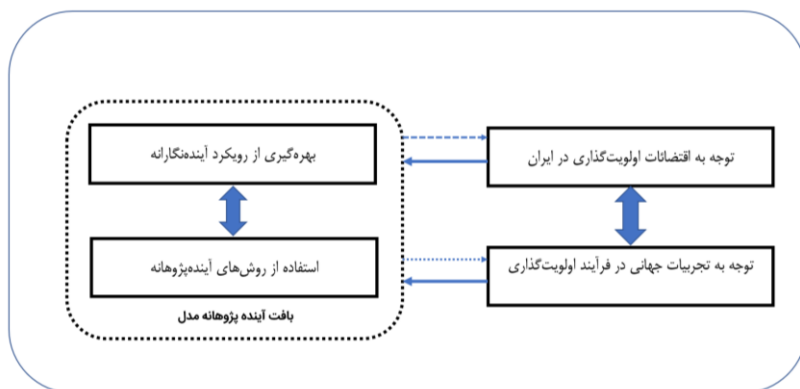 توجه به اقتضائات اولویت‌گذاری در ایران
بهره‌گیری از رویکرد آینده‌نگارانه
توجه به تجربیات جهانی در فرآیند اولویت‌گذاری
استفاده از روش‌های آینده‌پژوهانه
بافت آینده پژوهانه مدل